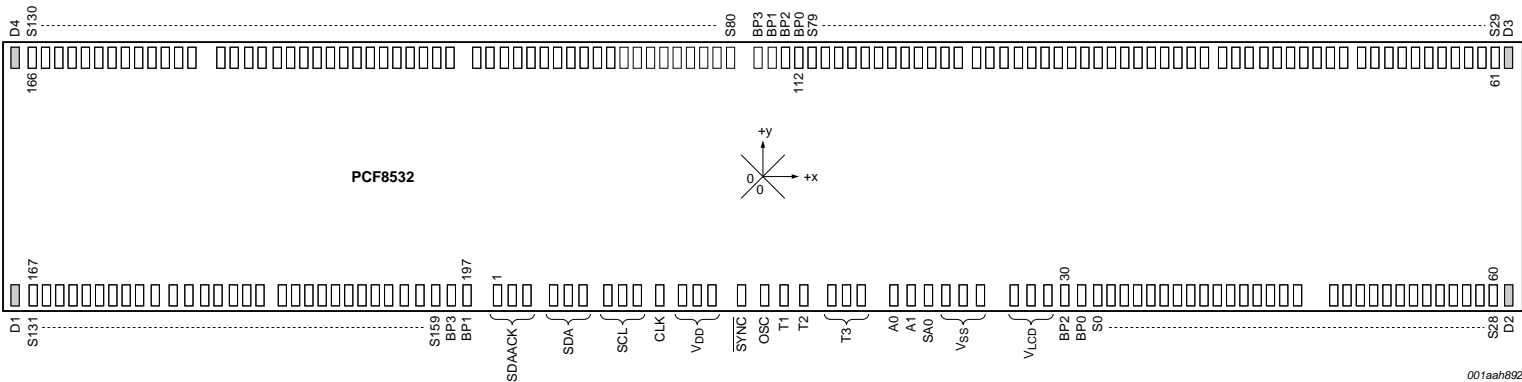 D4
S130
S80
BP3
BP1
BP2
BP0
S79
S29
D3
166
112
61
+y
PCF8532
0
0
+x
167
197
1
30
60
D1
S131
S159
BP3
BP1
SDAACK
SDA
SCL
CLK
VDD
SYNC
OSC
T1
T2
T3
A0
A1
SA0
VSS
VLCD
BP2
BP0
S0
S28
D2
001aah892